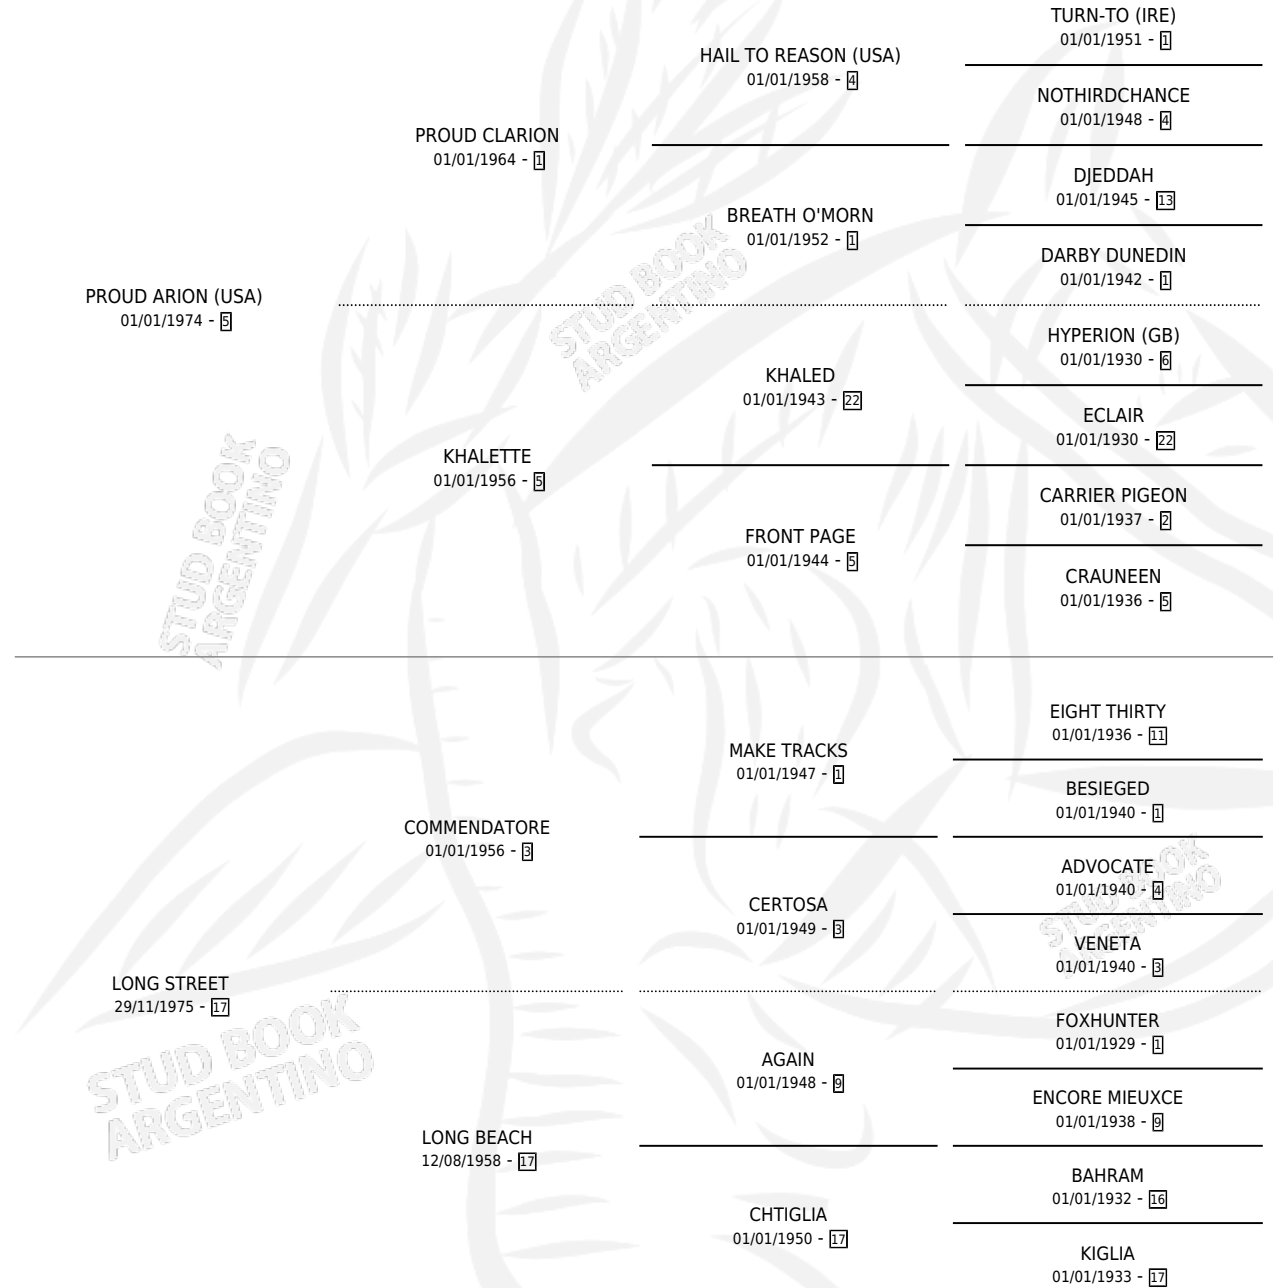 TURN-TO (IRE)
01/01/1951 - 1
HAIL TO REASON (USA)
01/01/1958 - 4
NOTHIRDCHANCE
01/01/1948 - 4
PROUD CLARION
01/01/1964 - 1
DJEDDAH
01/01/1945 - 13
BREATH O'MORN
01/01/1952 - 1
DARBY DUNEDIN
01/01/1942 - 1
PROUD ARION (USA)
01/01/1974 - 5
STUD BOOK
ARGENTINO
HYPERION (GB)
01/01/1930 - 6
KHALED
01/01/1943 - 22
ECLAIR
01/01/1930 - 22
KHALETTE
01/01/1956 - 5
CARRIER PIGEON
01/01/1937 - 2
FRONT PAGE
01/01/1944 - 5
CRAUNEEN
01/01/1936 - 5
STUD BOOK
ARGENTINO
EIGHT THIRTY
01/01/1936 - 11
MAKE TRACKS
01/01/1947 - 1
BESIEGED
01/01/1940 - 1
COMMENDATORE
01/01/1956 - 3
ADVOCATE
01/01/1940 - 4
CERTOSA
01/01/1949 - 3
VENETA
01/01/1940 - 3
STUD BOOK
ARGENTINO
LONG STREET
29/11/1975 - 17
FOXHUNTER
01/01/1929 - 1
AGAIN
01/01/1948 - 9
ENCORE MIEUXCE
01/01/1938 - 9
STUD BOOK
ARGENTINO
LONG BEACH
12/08/1958 - 17
BAHRAM
01/01/1932 - 16
CHTIGLIA
01/01/1950 - 17
KIGLIA
01/01/1933 - 17